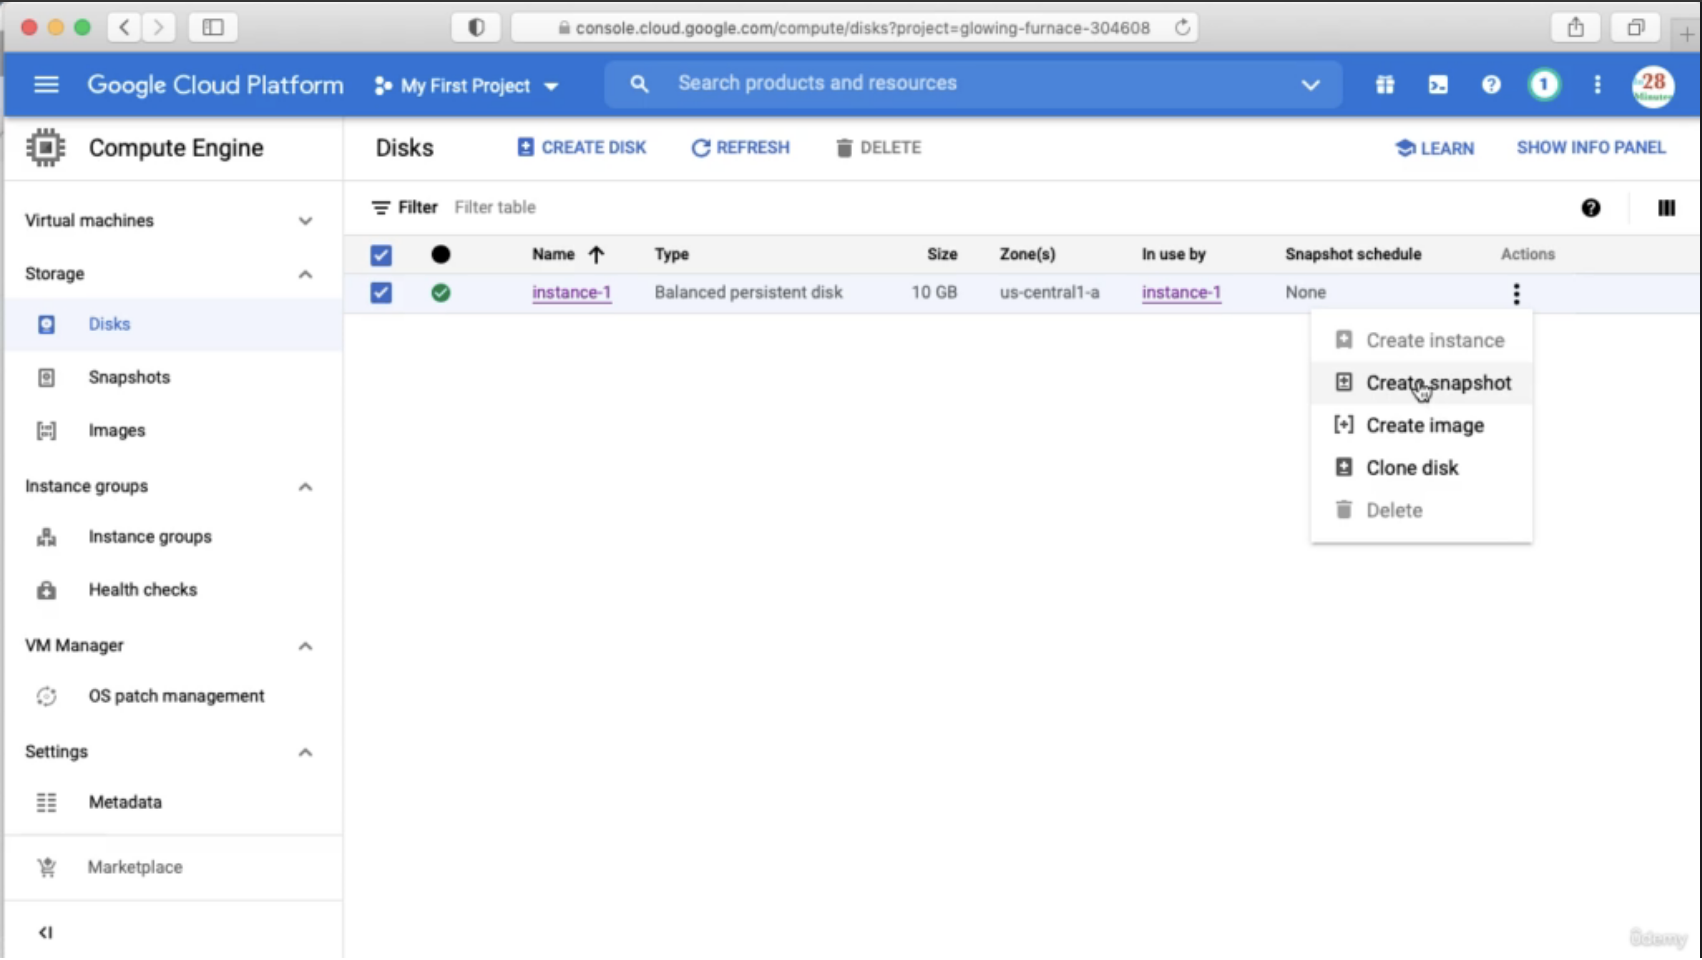 console.cloud.google.com/compute/disks?project=glowing-furnace-304608
Google Cloud Platform My First Project Search products and resources 1 28 Minutes
Compute Engine Disks CREATE DISK REFRESH DELETE LEARN SHOW INFO PANEL
Virtual machines
Storage
Disks
Snapshots
Images
Instance groups
Instance groups
Health checks
VM Manager
OS patch management
Settings
Metadata
Marketplace
Filter Filter table
Name Type Size Zone(s) In use by Snapshot schedule Actions
instance-1 Balanced persistent disk 10 GB us-central1-a instance-1 None
Create instance
Create snapshot
Create image
Clone disk
Delete
ûdemy